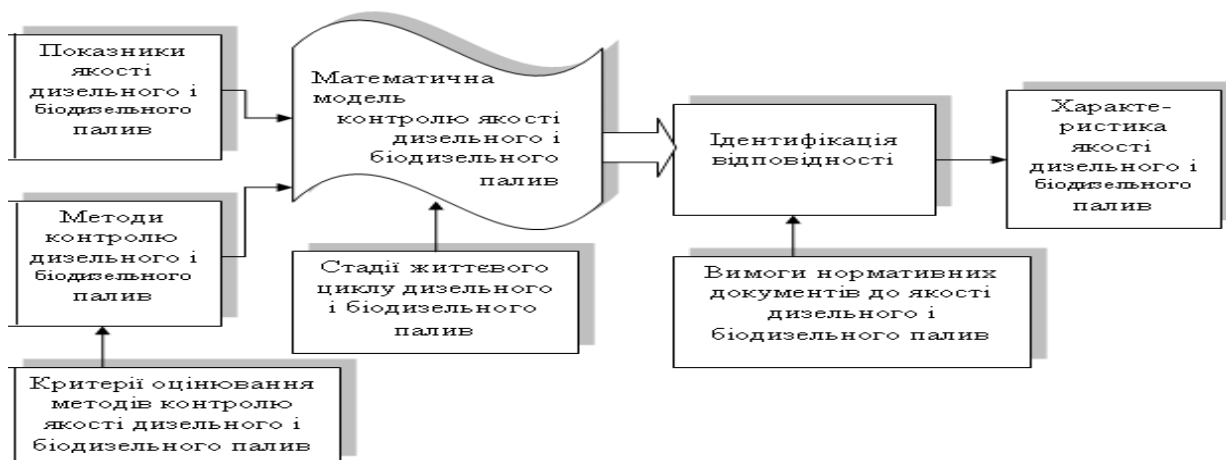 Показники
якості
дизельного і
біодизельного
палив
Математична
модель
контролю якості
дизельного і
біодизельного
палив
Ідентифікація
відповідності
Характе-
ристика
якості
дизельного і
біодизельного
палив
Методи
контролю
дизельного і
біодизельного
палив
Стадії життєвого
циклу дизельного
і біодизельного
палив
Вимоги нормативних
документів до якості
дизельного і
біодизельного палив
Критерії оцінювання
методів контролю
якості дизельного і
біодизельного палив